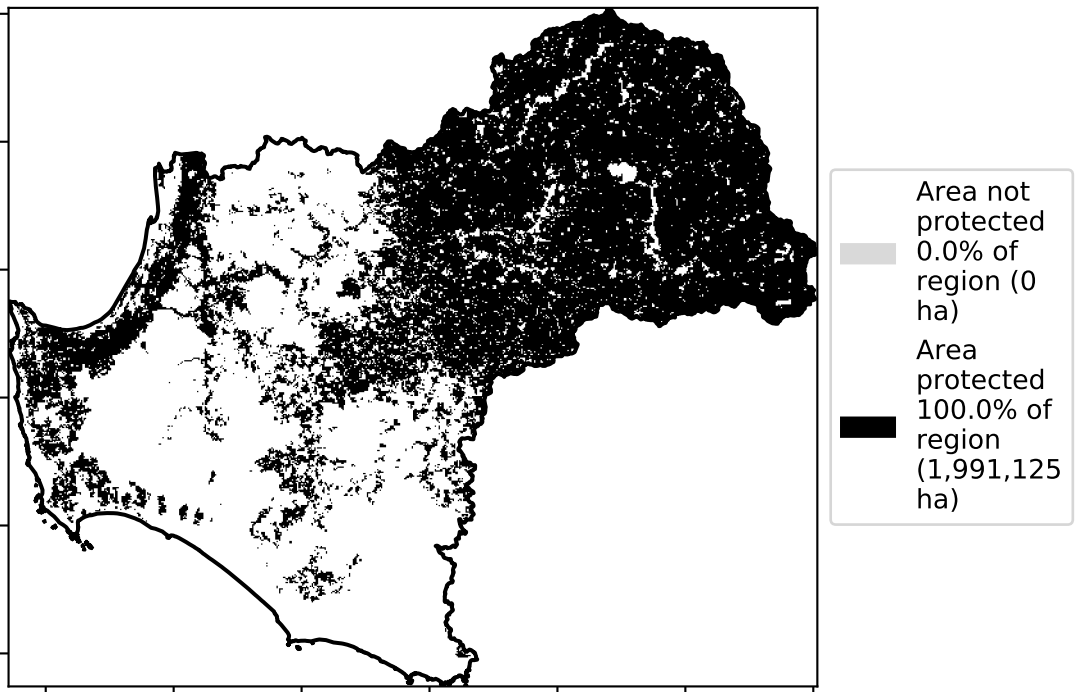 Area not
protected
0.0% of
region (0
ha)
Area
protected
100.0% of
region
(1,991,125
ha)